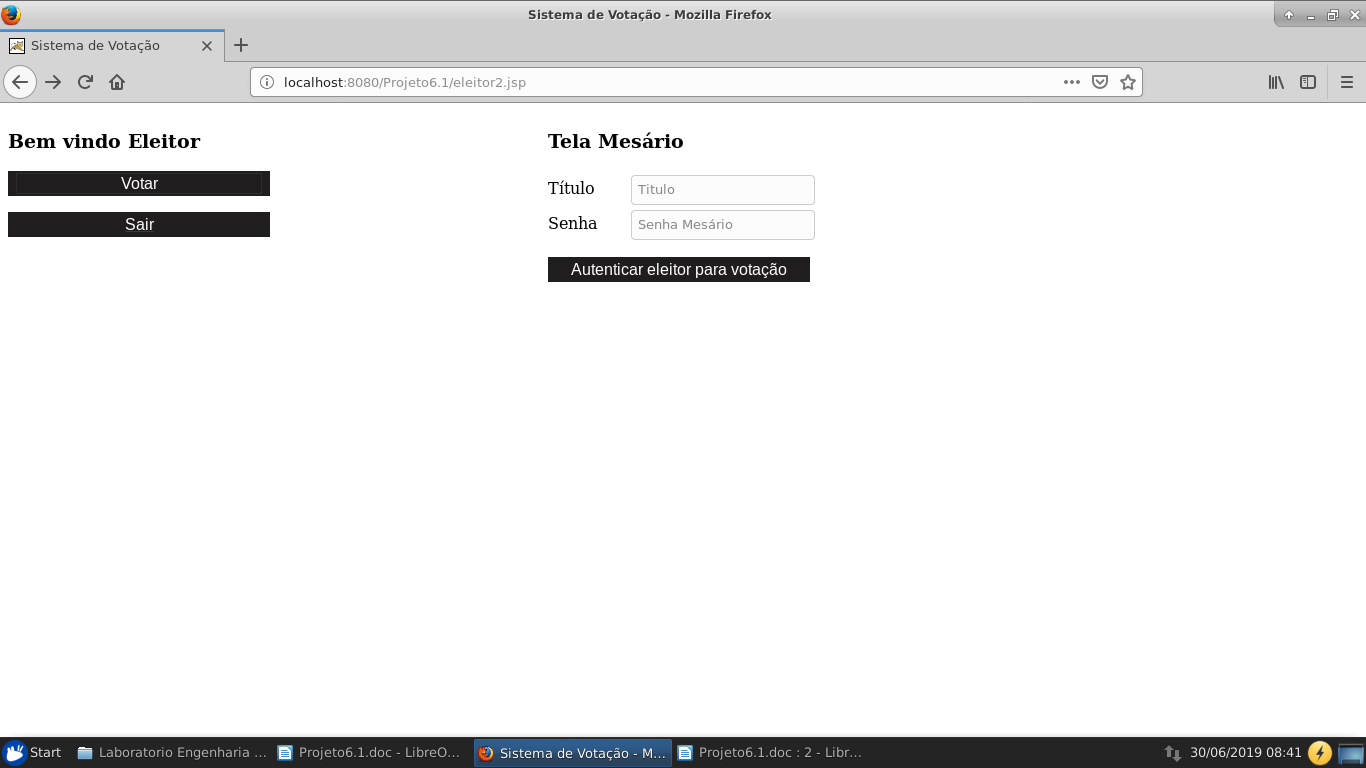 Sistema de Votação - Mozilla Firefox
Sistema de Votação
localhost:8080/Projeto6.1/eleitor2.jsp
Bem vindo Eleitor
Votar
Sair
Tela Mesário
Título Titulo
Senha Senha Mesário
Autenticar eleitor para votação
Start Laboratorio Engenharia ... Projeto6.1.doc - LibreO... Sistema de Votação - M... Projeto6.1.doc : 2 - Libr... 30/06/2019 08:41